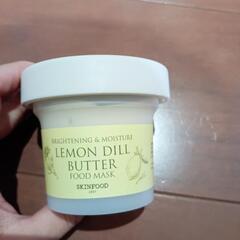 BRIGHTENING & MOISTURE
LEMON DILL
BUTTER
FOOD MASK
SKINFOOD